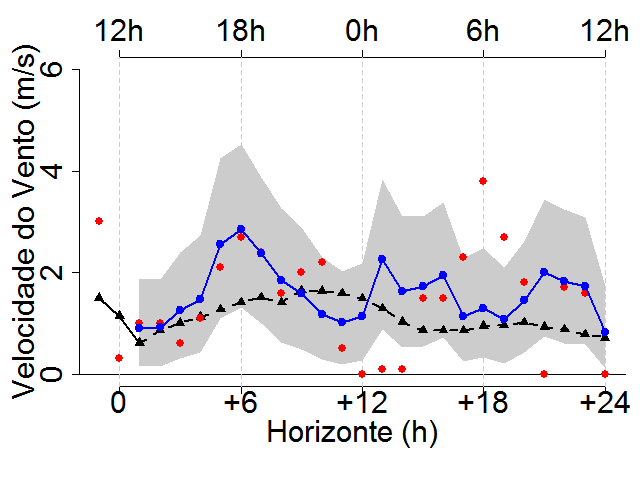 12h 18h 0h 6h 12h
Velocidade do Vento (m/s)
6
4
2
0
0 +6 +12 +18 +24
Horizonte (h)